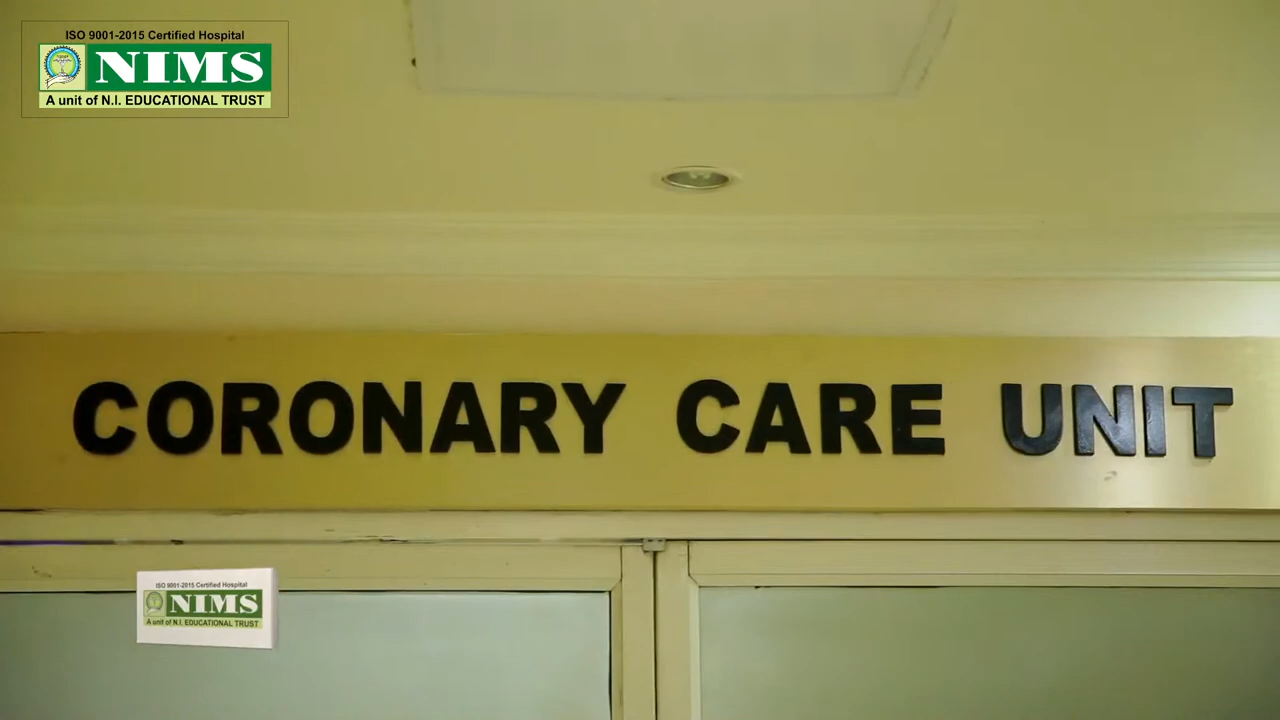 ISO 9001-2015 Certified Hospital
NIMS
A unit of N.I. EDUCATIONAL TRUST
CORONARY CARE UNIT
ISO 9001-2015 Certified Hospital
NIMS
A unit of N.I. EDUCATIONAL TRUST